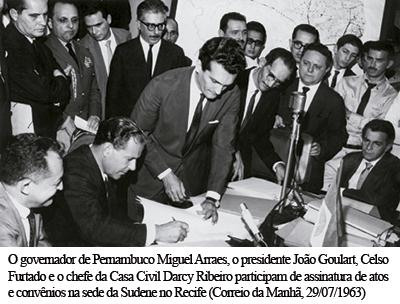 O governador de Pernambuco Miguel Arraes, o presidente João Goulart, Celso
Furtado e o chefe da Casa Civil Darcy Ribeiro participam de assinatura de atos
e convênios na sede da Sudene no Recife (Correio da Manhã, 29/07/1963)